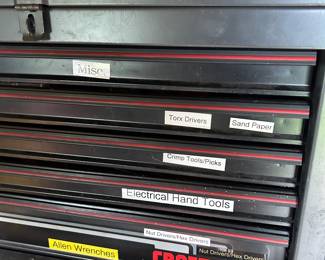 Misc.
Torx Drivers
Sand Paper
Crimp Tools/Picks
Electrical Hand Tools
Nut Drivers/Hex Drivers
Nut Drivers/Hex Drivers
Allen Wrenches